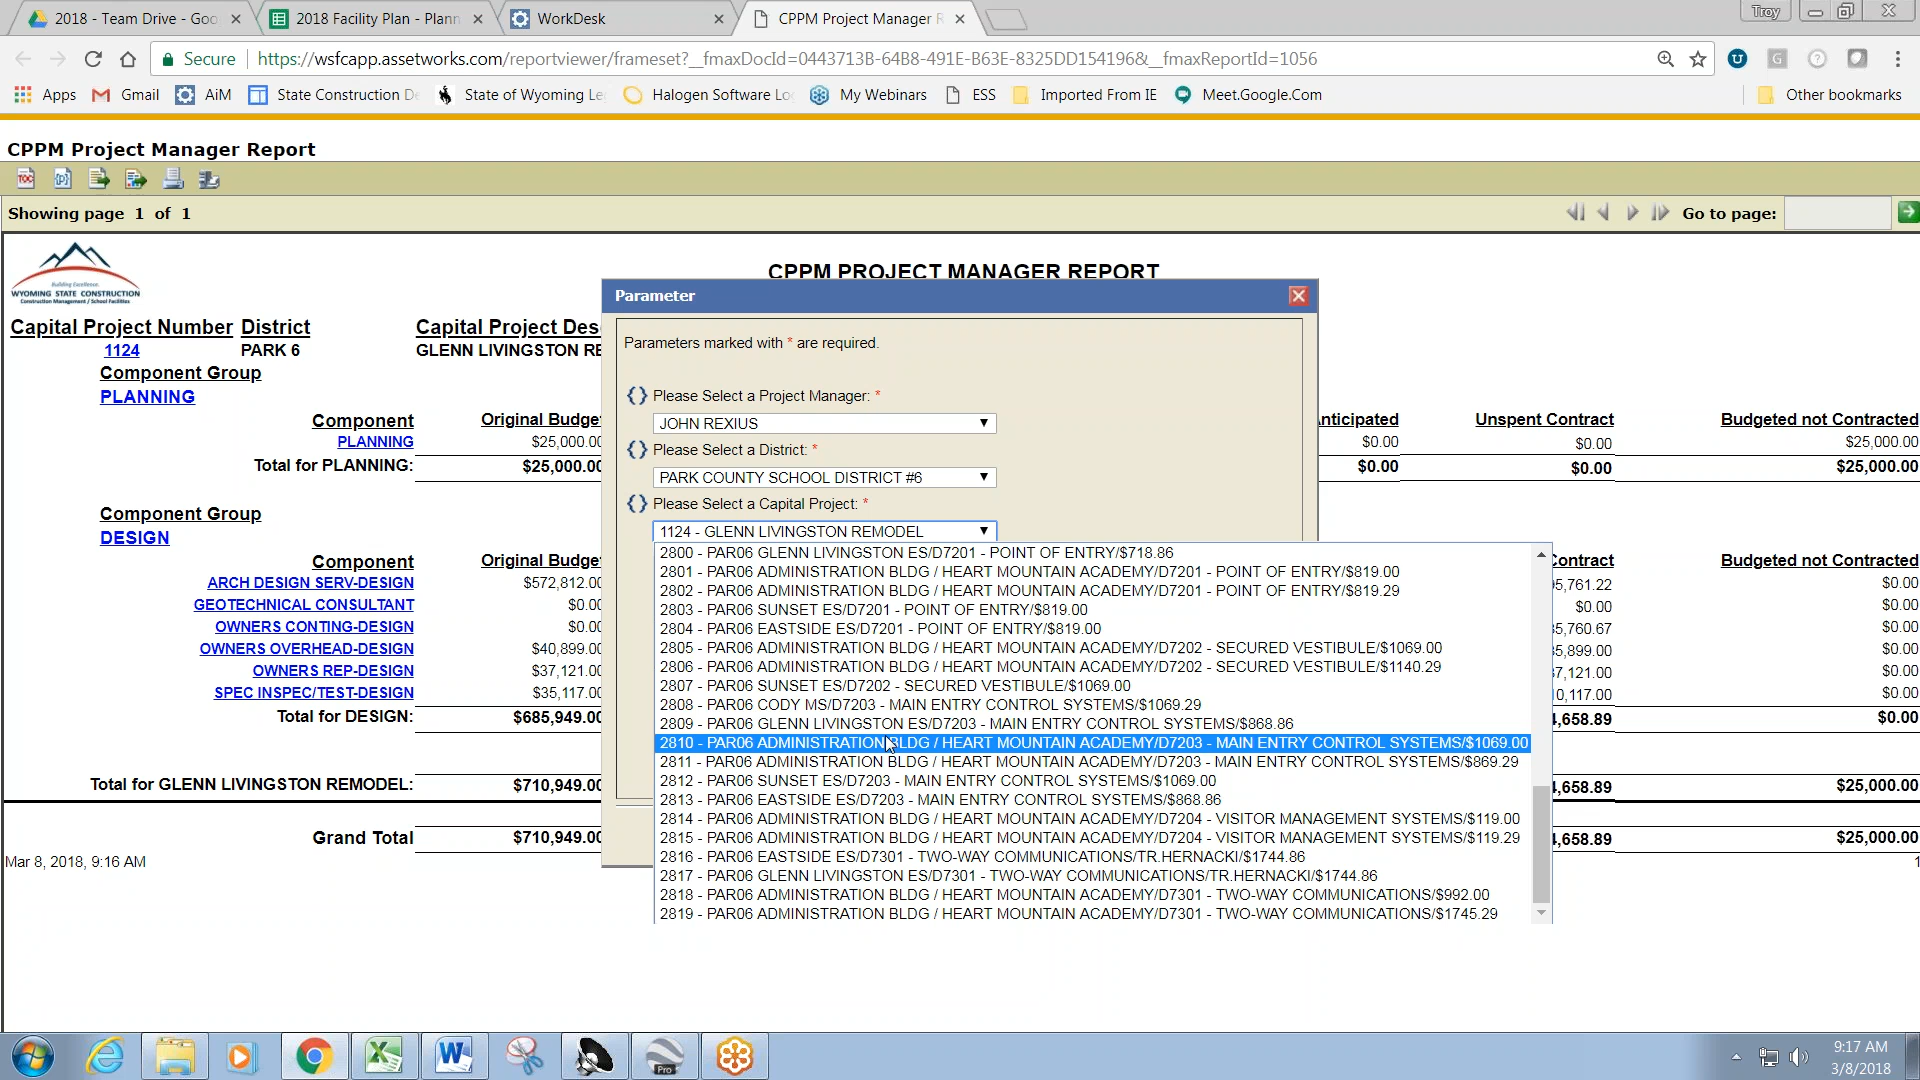 2018 - Team Drive - Goo
2018 Facility Plan - Plann
WorkDesk
CPPM Project Manager R
Troy
Secure
https://wsfcapp.assetworks.com/reportviewer/frameset?__fmaxDocId=0443713B-64B8-491E-B63E-8325DD154196&__fmaxReportId=1056
Apps
Gmail
AiM
State Construction De
State of Wyoming Le
Halogen Software Lo
My Webinars
ESS
Imported From IE
Meet.Google.Com
Other bookmarks
CPPM Project Manager Report
TOC
Showing page 1 of 1
Go to page:
Building Excellence.
WYOMING STATE CONSTRUCTION
Construction Management / School Facilities
CPPM PROJECT MANAGER REPORT
Capital Project Number District Capital Project Des
1124 PARK 6 GLENN LIVINGSTON RE
Component Group
PLANNING
Component Original Budge nticipated Unspent Contract Budgeted not Contracted
PLANNING $25,000.00 $0.00 $0.00 $25,000.00
Total for PLANNING: $25,000.00 $0.00 $0.00 $25,000.00
Component Group
DESIGN
Component Original Budge Contract Budgeted not Contracted
ARCH DESIGN SERV-DESIGN $572,812.00 5,761.22 $0.00
GEOTECHNICAL CONSULTANT $0.00 $0.00 $0.00
OWNERS CONTING-DESIGN $0.00 5,760.67 $0.00
OWNERS OVERHEAD-DESIGN $40,899.00 5,899.00 $0.00
OWNERS REP-DESIGN $37,121.00 7,121.00 $0.00
SPEC INSPEC/TEST-DESIGN $35,117.00 0,117.00 $0.00
Total for DESIGN: $685,949.00 ,658.89 $0.00
Total for GLENN LIVINGSTON REMODEL: $710,949.00 ,658.89 $25,000.00
Grand Total $710,949.00 ,658.89 $25,000.00
Mar 8, 2018, 9:16 AM 1
Parameter
Parameters marked with * are required.
Please Select a Project Manager: *
JOHN REXIUS
Please Select a District: *
PARK COUNTY SCHOOL DISTRICT #6
Please Select a Capital Project: *
1124 - GLENN LIVINGSTON REMODEL
2800 - PAR06 GLENN LIVINGSTON ES/D7201 - POINT OF ENTRY/$718.86
2801 - PAR06 ADMINISTRATION BLDG / HEART MOUNTAIN ACADEMY/D7201 - POINT OF ENTRY/$819.00
2802 - PAR06 ADMINISTRATION BLDG / HEART MOUNTAIN ACADEMY/D7201 - POINT OF ENTRY/$819.29
2803 - PAR06 SUNSET ES/D7201 - POINT OF ENTRY/$819.00
2804 - PAR06 EASTSIDE ES/D7201 - POINT OF ENTRY/$819.00
2805 - PAR06 ADMINISTRATION BLDG / HEART MOUNTAIN ACADEMY/D7202 - SECURED VESTIBULE/$1069.00
2806 - PAR06 ADMINISTRATION BLDG / HEART MOUNTAIN ACADEMY/D7202 - SECURED VESTIBULE/$1140.29
2807 - PAR06 SUNSET ES/D7202 - SECURED VESTIBULE/$1069.00
2808 - PAR06 CODY MS/D7203 - MAIN ENTRY CONTROL SYSTEMS/$1069.29
2809 - PAR06 GLENN LIVINGSTON ES/D7203 - MAIN ENTRY CONTROL SYSTEMS/$868.86
2810 - PAR06 ADMINISTRATION BLDG / HEART MOUNTAIN ACADEMY/D7203 - MAIN ENTRY CONTROL SYSTEMS/$1069.00
2811 - PAR06 ADMINISTRATION BLDG / HEART MOUNTAIN ACADEMY/D7203 - MAIN ENTRY CONTROL SYSTEMS/$869.29
2812 - PAR06 SUNSET ES/D7203 - MAIN ENTRY CONTROL SYSTEMS/$1069.00
2813 - PAR06 EASTSIDE ES/D7203 - MAIN ENTRY CONTROL SYSTEMS/$868.86
2814 - PAR06 ADMINISTRATION BLDG / HEART MOUNTAIN ACADEMY/D7204 - VISITOR MANAGEMENT SYSTEMS/$119.00
2815 - PAR06 ADMINISTRATION BLDG / HEART MOUNTAIN ACADEMY/D7204 - VISITOR MANAGEMENT SYSTEMS/$119.29
2816 - PAR06 EASTSIDE ES/D7301 - TWO-WAY COMMUNICATIONS/TR.HERNACKI/$1744.86
2817 - PAR06 GLENN LIVINGSTON ES/D7301 - TWO-WAY COMMUNICATIONS/TR.HERNACKI/$1744.86
2818 - PAR06 ADMINISTRATION BLDG / HEART MOUNTAIN ACADEMY/D7301 - TWO-WAY COMMUNICATIONS/$992.00
2819 - PAR06 ADMINISTRATION BLDG / HEART MOUNTAIN ACADEMY/D7301 - TWO-WAY COMMUNICATIONS/$1745.29
Pro
9:17 AM
3/8/2018